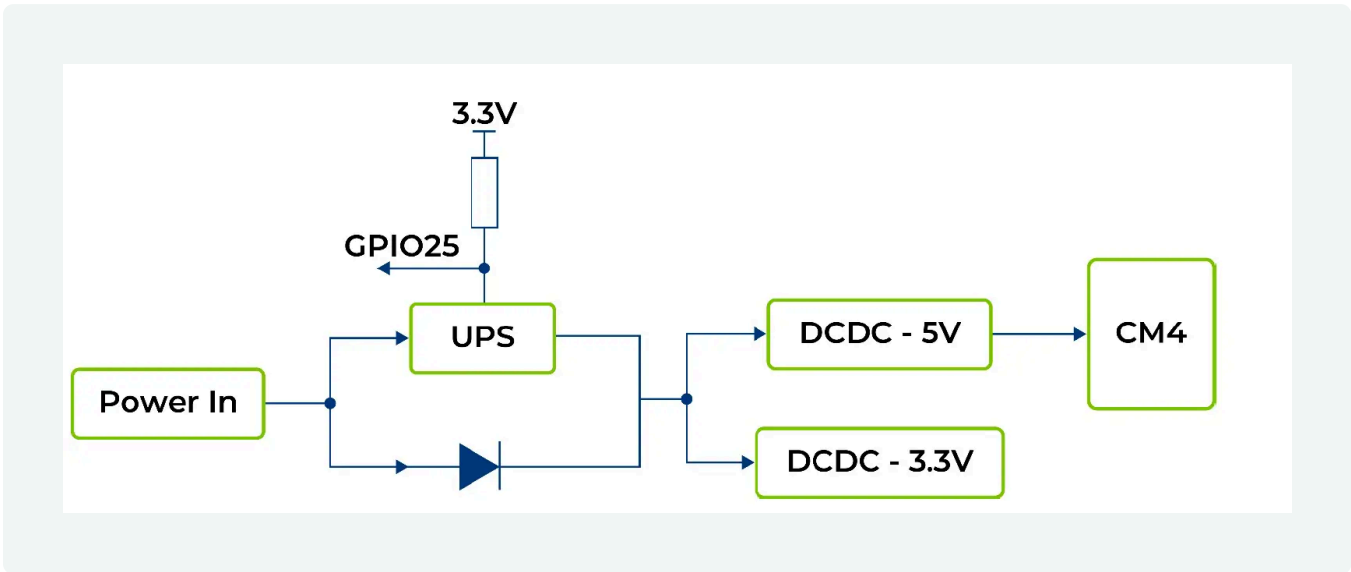 3.3V
GPIO25
UPS
DCDC - 5V
CM4
Power In
DCDC - 3.3V